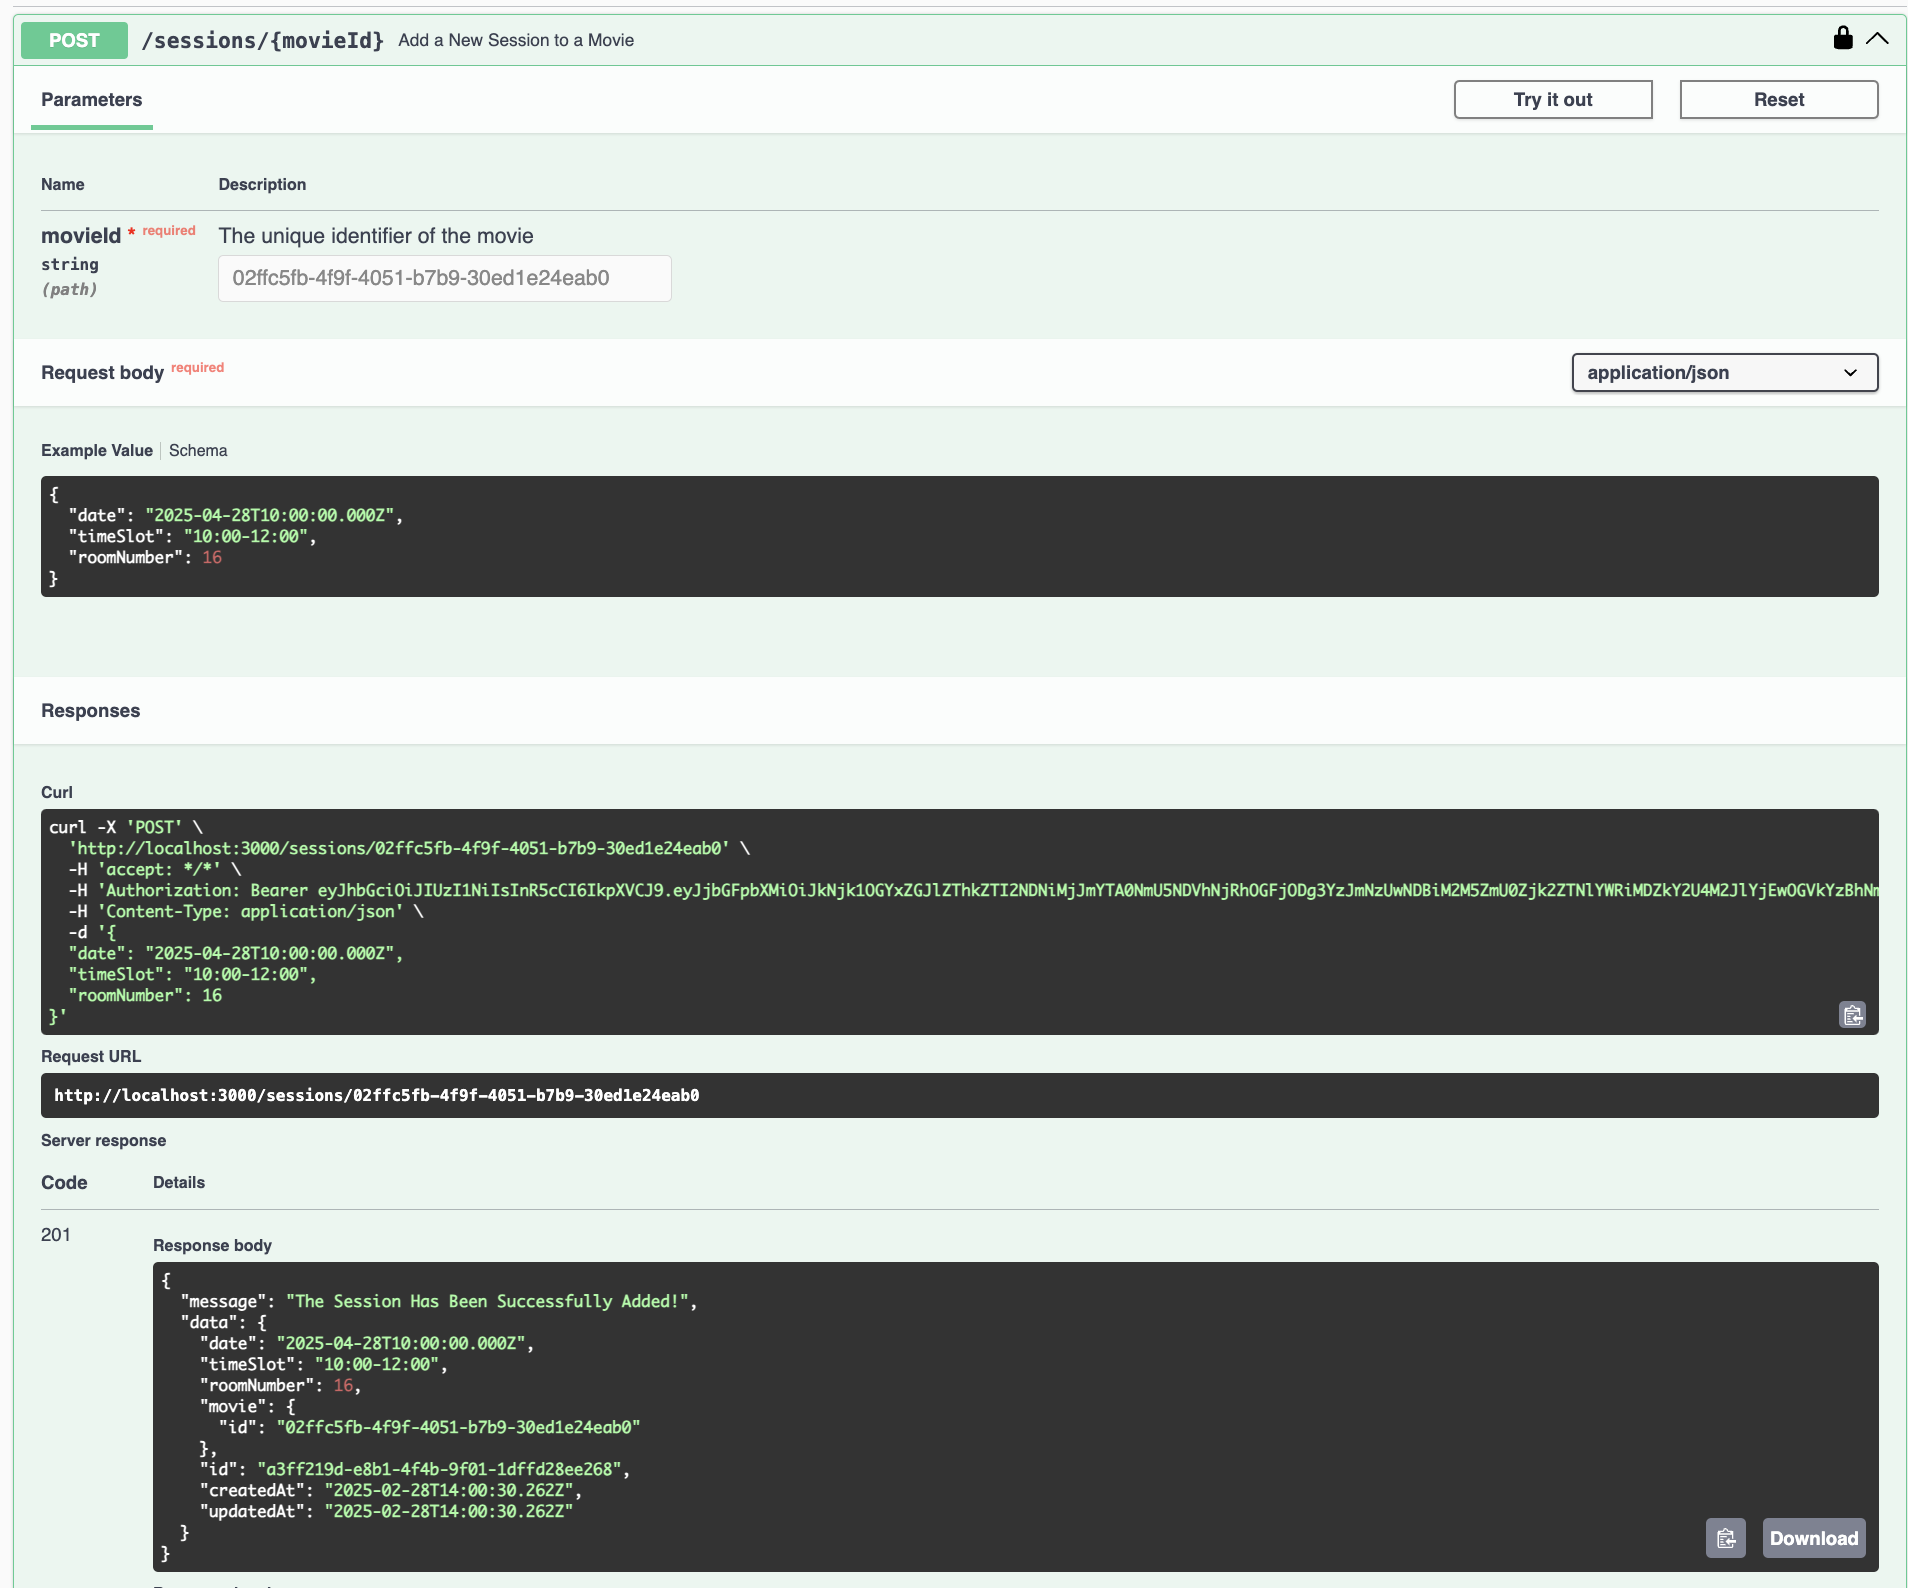 POST /sessions/{movieId} Add a New Session to a Movie
Parameters
Try it out
Reset
Name Description
movieId * required
string
(path)
The unique identifier of the movie
02ffc5fb-4f9f-4051-b7b9-30ed1e24eab0
Request body required
application/json
Example Value Schema
{
"date": "2025-04-28T10:00:00.000Z",
"timeSlot": "10:00-12:00",
"roomNumber": 16
}
Responses
Curl
curl -X 'POST' \
'http://localhost:3000/sessions/02ffc5fb-4f9f-4051-b7b9-30ed1e24eab0' \
-H 'accept: */*' \
-H 'Authorization: Bearer
-H 'Content-Type: application/json' \
-d '{
"date": "2025-04-28T10:00:00.000Z",
"timeSlot": "10:00-12:00",
"roomNumber": 16
}'
Request URL
http://localhost:3000/sessions/02ffc5fb-4f9f-4051-b7b9-30ed1e24eab0
Server response
Code Details
201
Response body
{
"message": "The Session Has Been Successfully Added!",
"data": {
"date": "2025-04-28T10:00:00.000Z",
"timeSlot": "10:00-12:00",
"roomNumber": 16,
"movie": {
"id": "02ffc5fb-4f9f-4051-b7b9-30ed1e24eab0"
},
"id": "a3ff219d-e8b1-4f4b-9f01-1dffd28ee268",
"createdAt": "2025-02-28T14:00:30.262Z",
"updatedAt": "2025-02-28T14:00:30.262Z"
}
}
Download